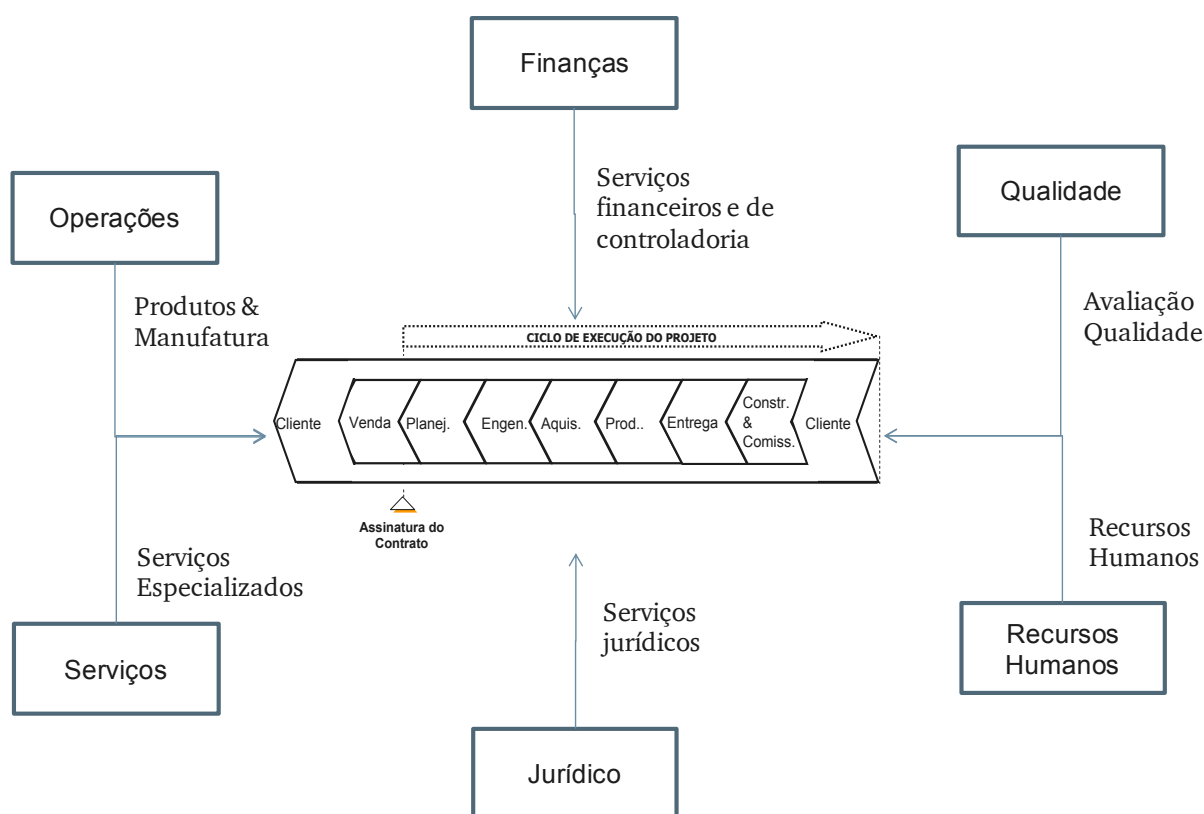 Finanças
Operações
Qualidade
Serviços
financeiros e de
controladoria
Produtos &
Manufatura
Avaliação
Qualidade
CICLO DE EXECUÇÃO DO PROJETO
Cliente
Venda
Planej.
Engen.
Aquis.
Prod..
Entrega
Constr.
&
Comiss.
Cliente
Assinatura do
Contrato
Serviços
Especializados
Serviços
jurídicos
Recursos
Humanos
Serviços
Recursos
Humanos
Jurídico